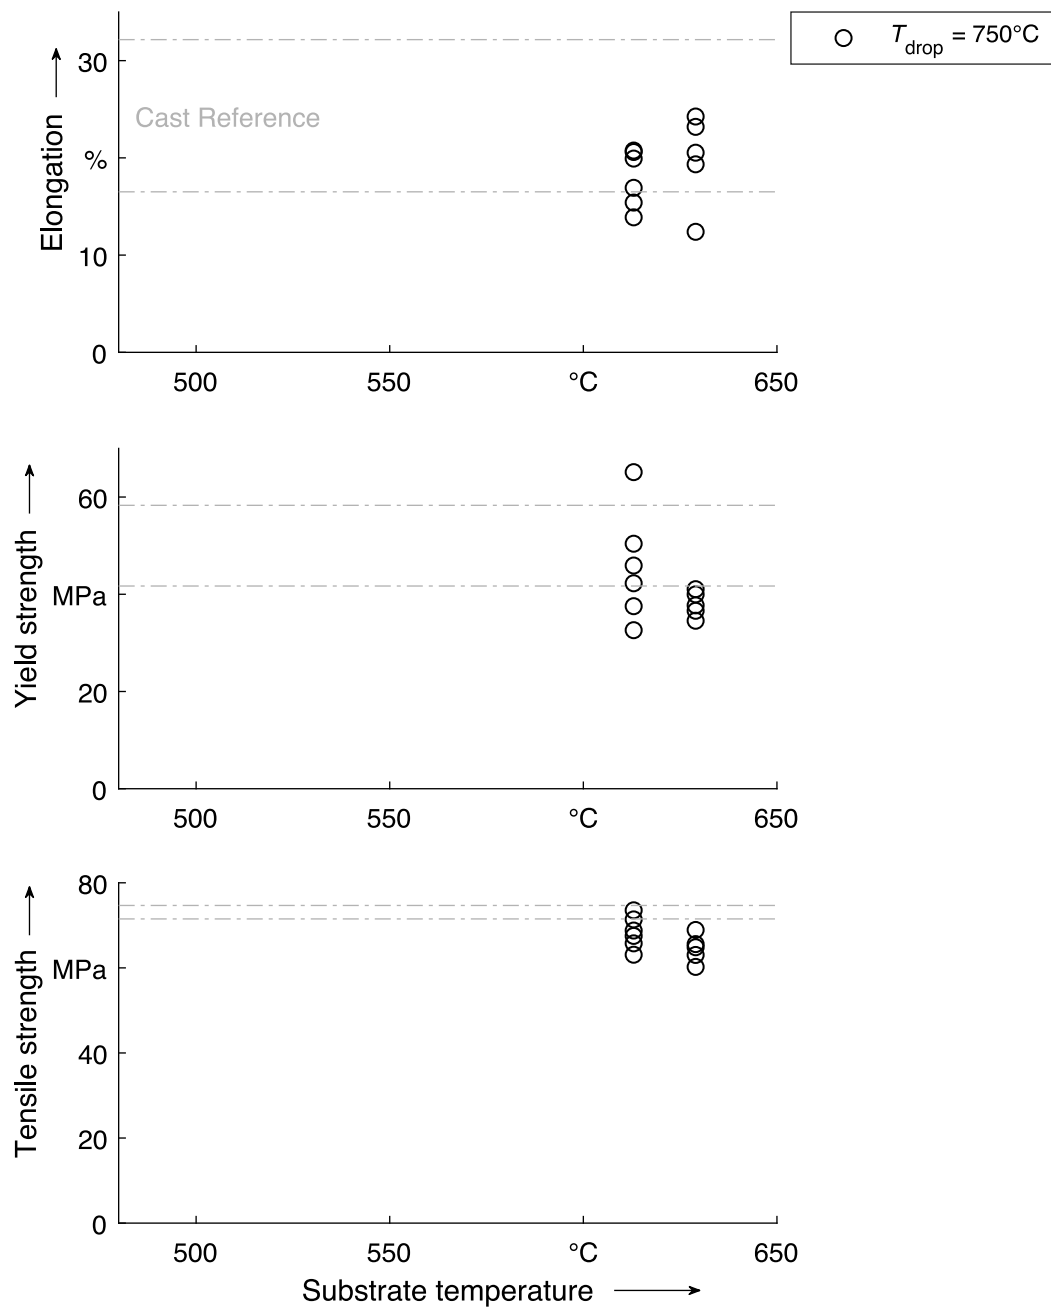 T drop = 750°C
Elongation
30
%
10
0
Cast Reference
500 550 °C 650
Yield strength
60
MPa
20
0
500 550 °C 650
Tensile strength
80
MPa
40
20
0
500 550 °C 650
Substrate temperature